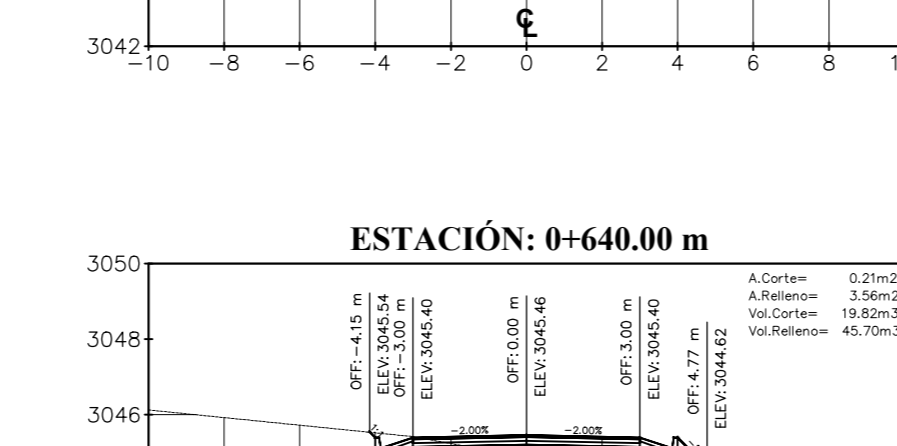 ℄
3042
−10 −8 −6 −4 −2 0 2 4 6 8
ESTACIÓN: 0+640.00 m
3050
A.Corte= 0.21m2
A.Relleno= 3.56m2
Vol.Corte= 19.82m3
Vol.Relleno= 45.70m3
OFF: −4.15 m
ELEV: 3045.54
OFF: −3.00 m
ELEV: 3045.40
OFF: 0.00 m
ELEV: 3045.46
OFF: 3.00 m
ELEV: 3045.40
OFF: 4.77 m
ELEV: 3044.62
3048
3046
−2.00% −2.00%